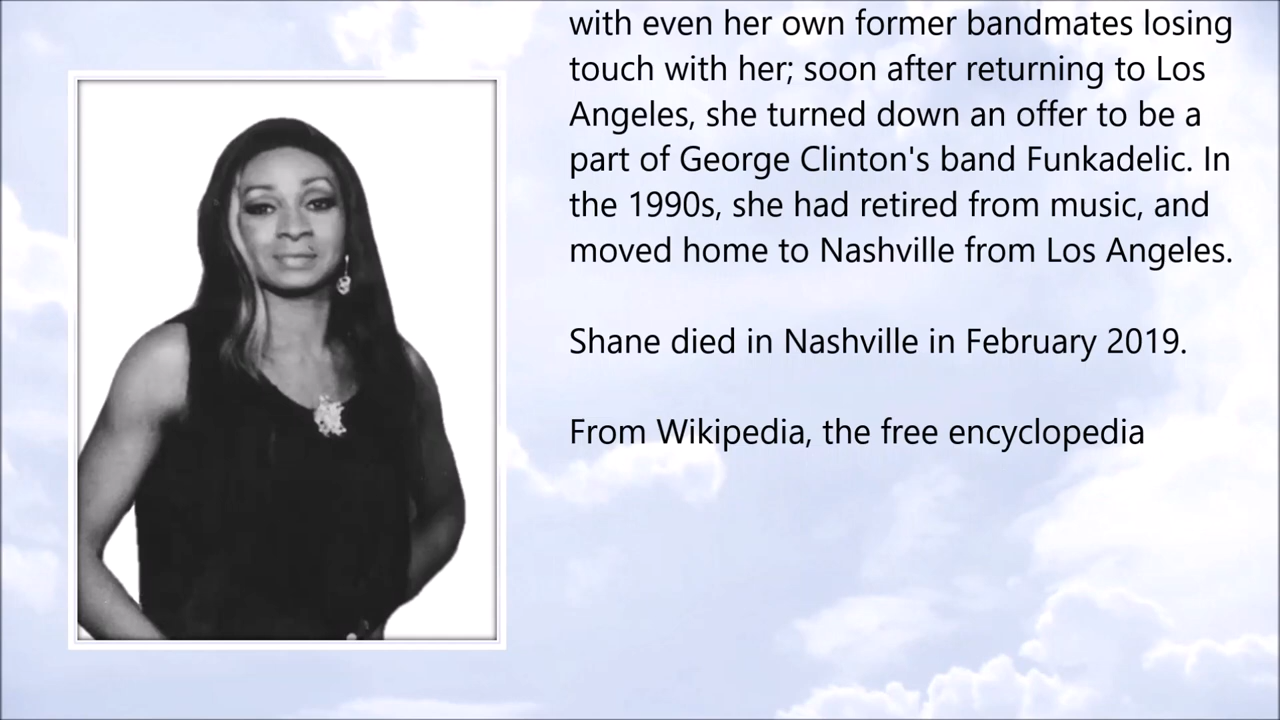 with even her own former bandmates losing
touch with her; soon after returning to Los
Angeles, she turned down an offer to be a
part of George Clinton's band Funkadelic. In
the 1990s, she had retired from music, and
moved home to Nashville from Los Angeles.
Shane died in Nashville in February 2019.
From Wikipedia, the free encyclopedia